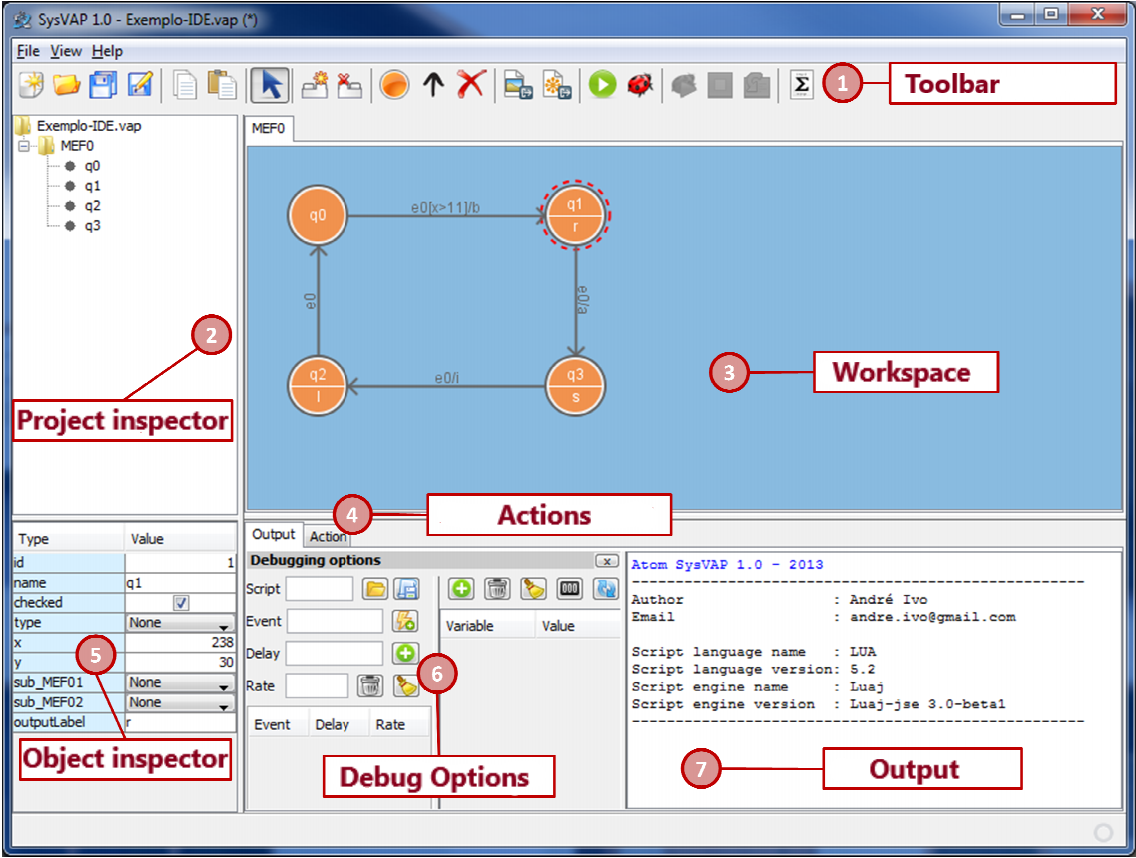 SysVAP 1.0 - Exemplo-IDE.vap (*)
File View Help
Σ
1
Toolbar
Exemplo-IDE.vap
MEF0
q0
q1
q2
q3
2
Project inspector
MEF0
q0
e0[x>11]/b
q1
r
e0
e0/a
q2
l
e0/i
q3
s
3
Workspace
4
Actions
Type Value
id 1
name q1
checked
type None
x 238
y 30
sub_MEF01 None
sub_MEF02 None
outputLabel r
5
Object inspector
Output Action
Debugging options x
Script
Event
Delay
Rate
Event Delay Rate
000
Variable Value
6
Debug Options
Atom SysVAP 1.0 - 2013
--------------------------------------------------
Author : André Ivo
Email : andre.ivo@gmail.com
Script language name : LUA
Script language version: 5.2
Script engine name : Luaj
Script engine version : Luaj-jse 3.0-beta1
--------------------------------------------------
7
Output